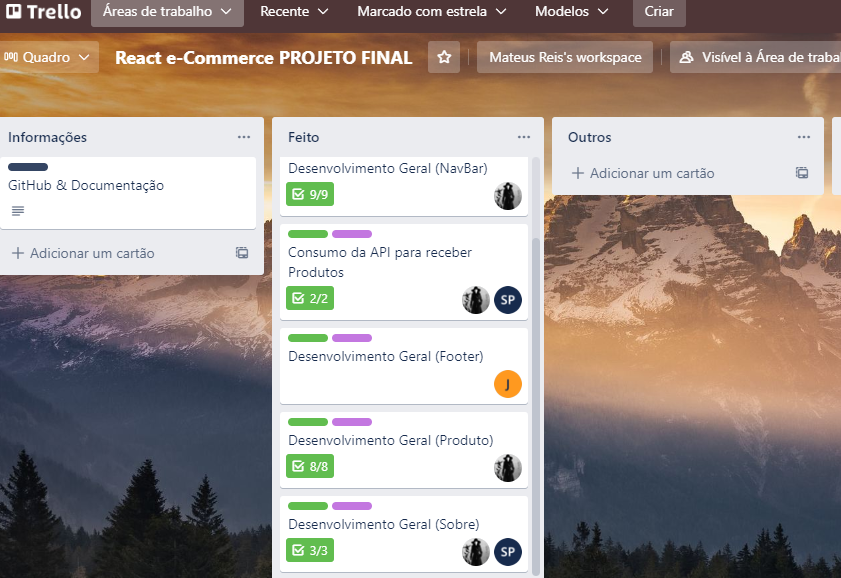 Trello
Áreas de trabalho
Recente
Marcado com estrela
Modelos
Criar
Quadro
React e-Commerce PROJETO FINAL
Mateus Reis's workspace
Visível à Área de trabal
Informações
GitHub & Documentação
Adicionar um cartão
Feito
Desenvolvimento Geral (NavBar)
9/9
Consumo da API para receber
Produtos
2/2
SP
Desenvolvimento Geral (Footer)
J
Desenvolvimento Geral (Produto)
8/8
Desenvolvimento Geral (Sobre)
3/3
SP
Outros
Adicionar um cartão